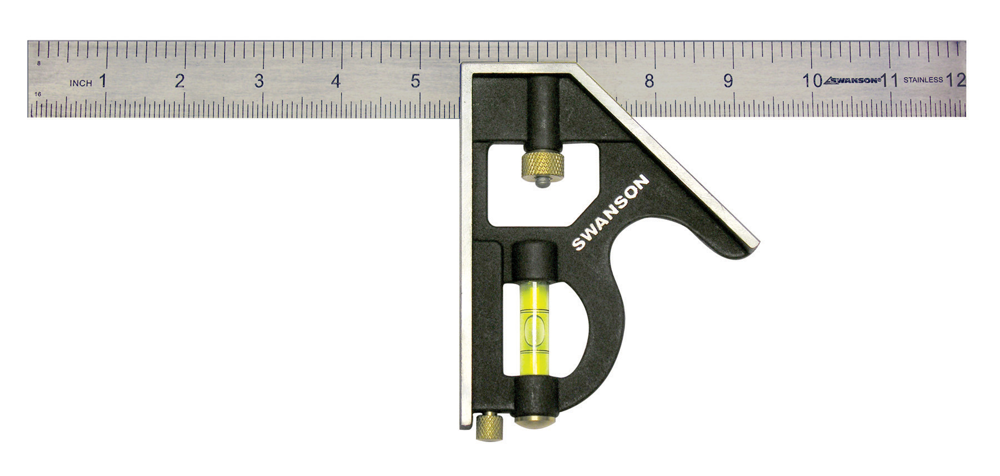 8
INCH 1 2 3 4 5 8 9 10 SWANSON® 11 STAINLESS 12
16
SWANSON